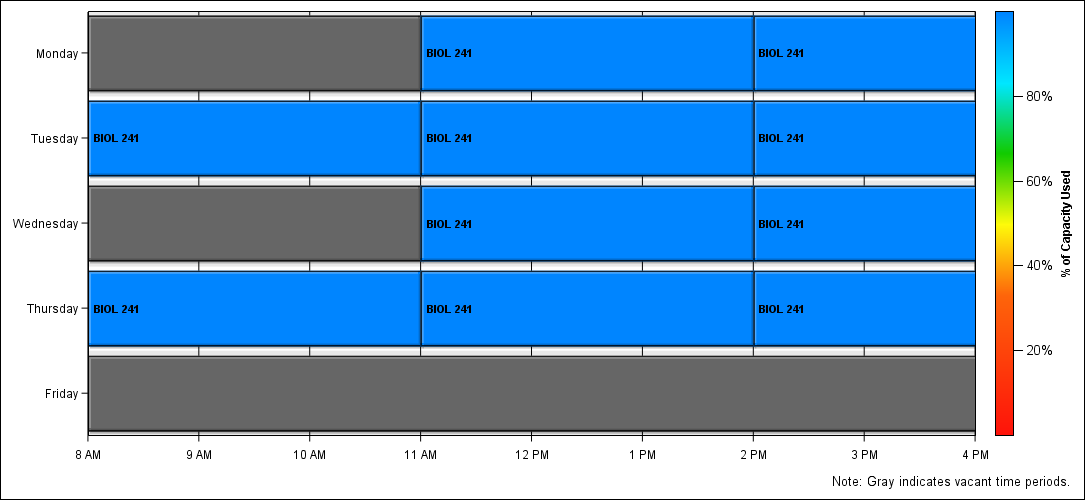 Monday
BIOL 241
BIOL 241
Tuesday
BIOL 241
BIOL 241
BIOL 241
Wednesday
BIOL 241
BIOL 241
Thursday
BIOL 241
BIOL 241
BIOL 241
Friday
8 AM
9 AM
10 AM
11 AM
12 PM
1 PM
2 PM
3 PM
4 PM
80%
60%
40%
20%
% of Capacity Used
Note: Gray indicates vacant time periods.